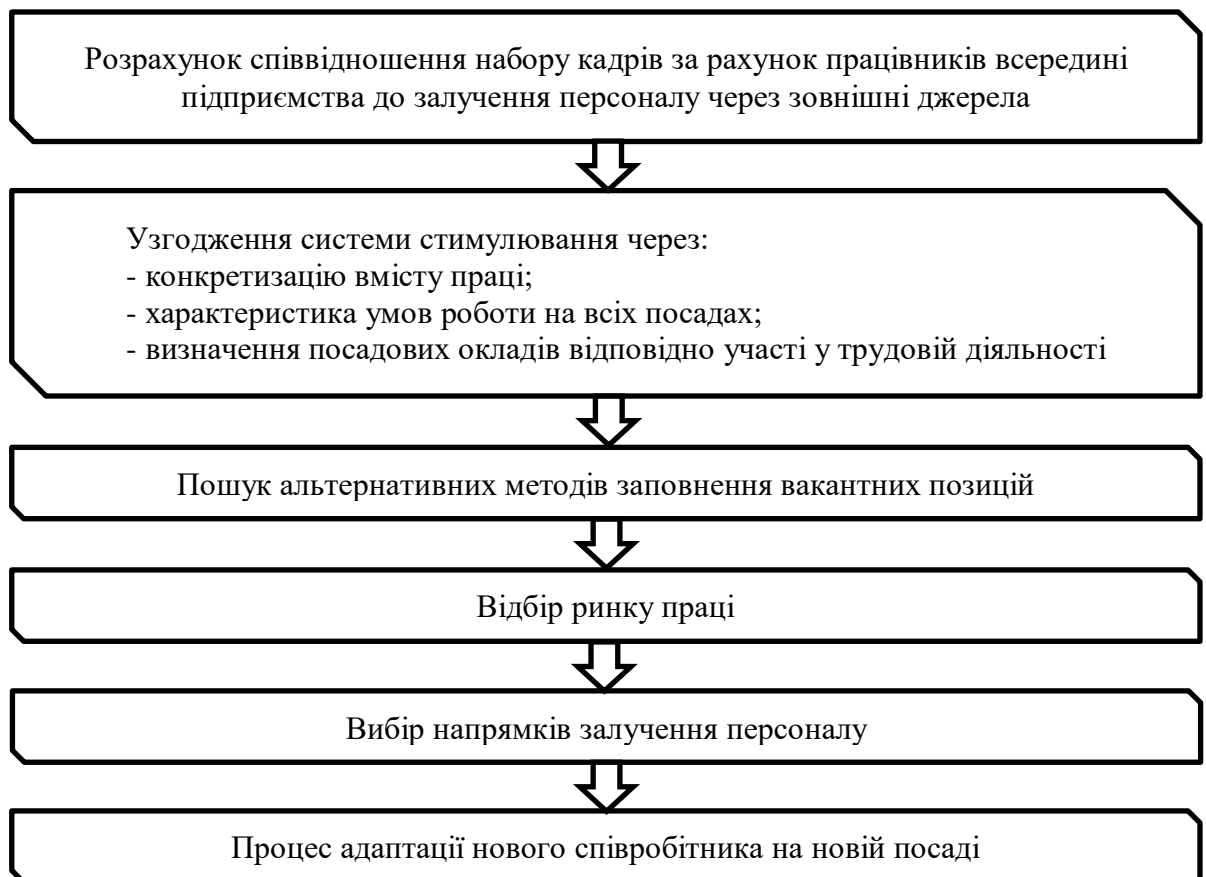 Розрахунок співвідношення набору кадрів за рахунок працівників всередині
підприємства до залучення персоналу через зовнішні джерела
Узгодження системи стимулювання через:
- конкретизацію вмісту праці;
- характеристика умов роботи на всіх посадах;
- визначення посадових окладів відповідно участі у трудовій діяльності
Пошук альтернативних методів заповнення вакантних позицій
Відбір ринку праці
Вибір напрямків залучення персоналу
Процес адаптації нового співробітника на новій посаді